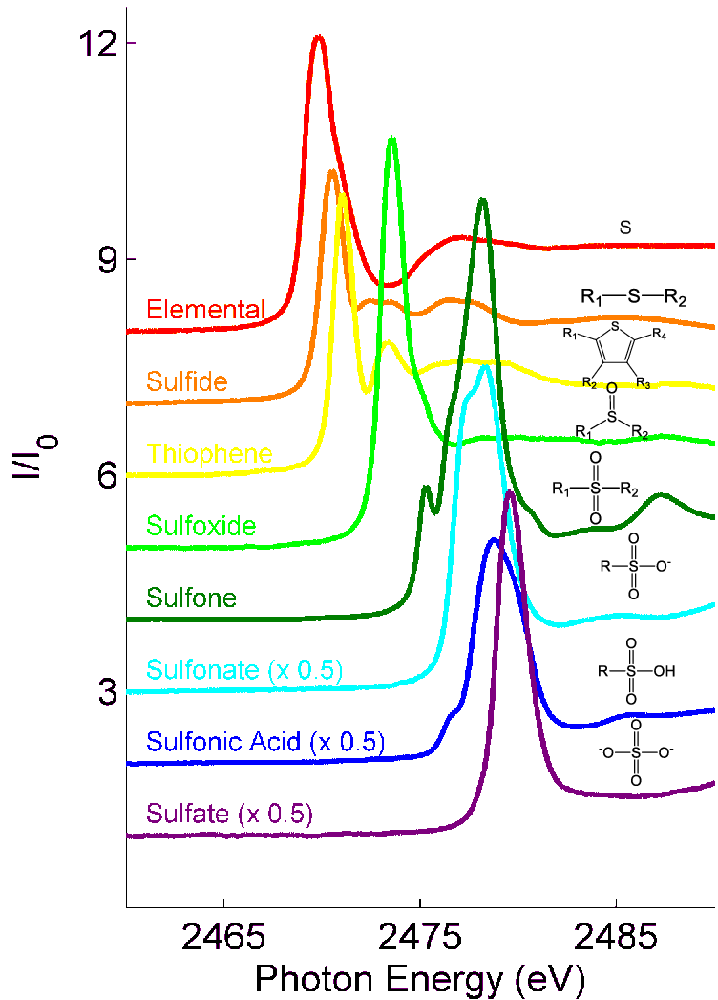 12
S
9
Elemental
R1—S—R2
S
R1 R4
R2 R3
Sulfide
O
S
R1 R2
Thiophene
I/I0
6
O
R1—S—R2
O
Sulfoxide
O
R—S—O-
O
Sulfone
O
R—S—OH
O
Sulfonate (x 0.5)
3
O
-O—S—O-
O
Sulfonic Acid (x 0.5)
Sulfate (x 0.5)
2465 2475 2485
Photon Energy (eV)